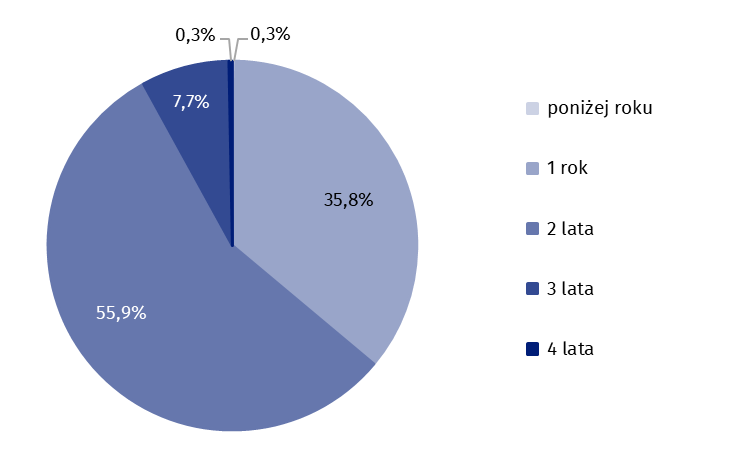 0,3%
0,3%
7,7%
35,8%
55,9%
poniżej roku
1 rok
2 lata
3 lata
4 lata